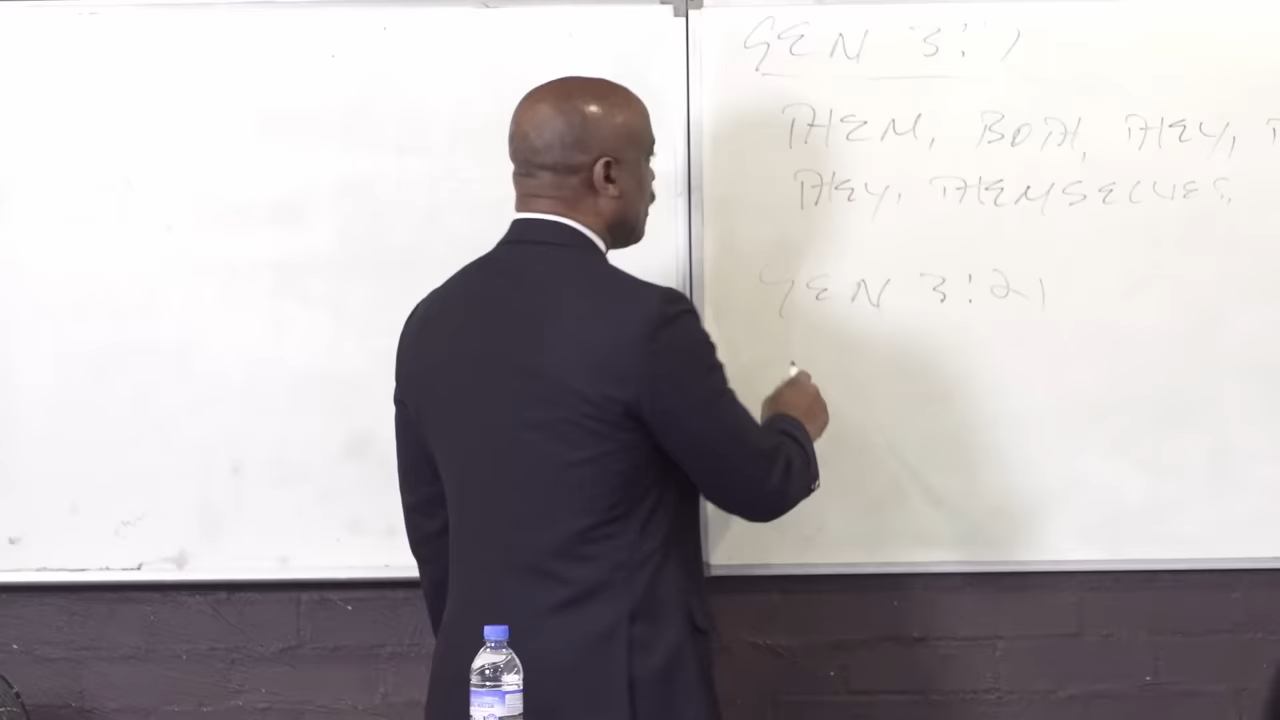 GEN 3:7
THEM, BOTH, THEY,
THEY, THEMSELVES,
GEN 3:21